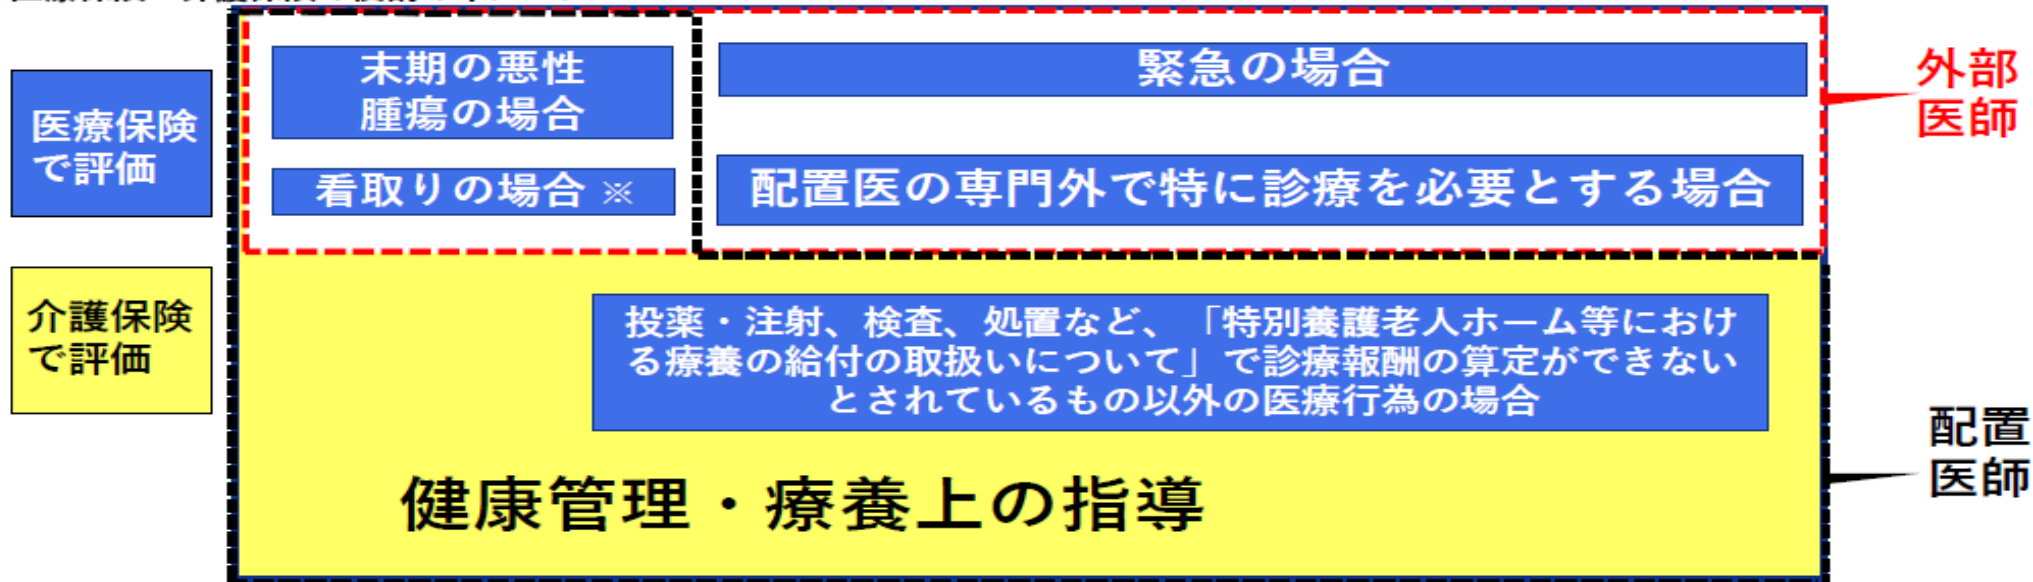 末期の悪性
腫瘍の場合
緊急の場合
外部
医師
医療保険
で評価
看取りの場合 ※
配置医の専門外で特に診療を必要とする場合
介護保険
で評価
投薬・注射、検査、処置など、「特別養護老人ホーム等におけ
る療養の給付の取扱いについて」で診療報酬の算定ができない
とされているもの以外の医療行為の場合
配置
医師
健康管理・療養上の指導